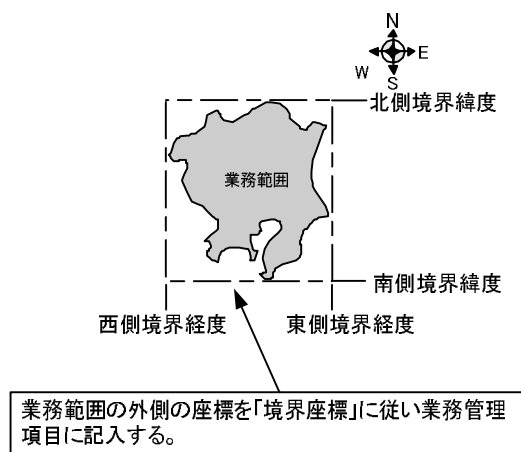 N
E
W
S
北側境界緯度
業務範囲
南側境界緯度
西側境界経度
東側境界経度
業務範囲の外側の座標を「境界座標」に従い業務管理
項目に記入する。